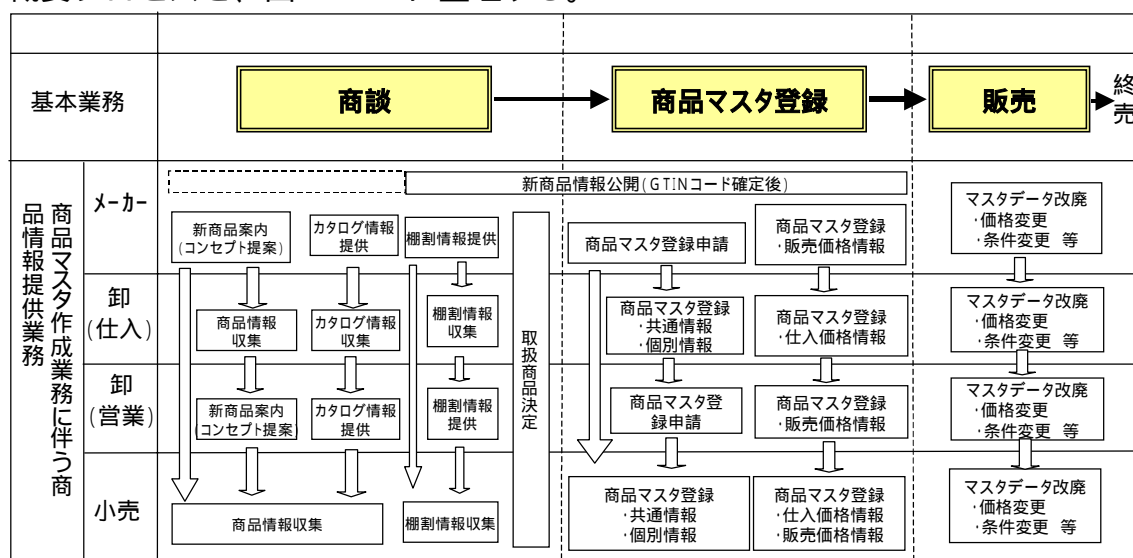 基本業務
商談
商品マスタ登録
販売
終売
商品マスタ作成業務に伴う商
品情報提供業務
メーカー
新商品情報公開(GTINコード確定後)
新商品案内
(コンセプト提案)
カタログ情報
提供
棚割情報提供
取扱商品決定
商品マスタ登録申請
商品マスタ登録
・販売価格情報
マスタデータ改廃
・価格変更
・条件変更 等
卸
(仕入)
商品情報
収集
カタログ情報
収集
棚割情報
収集
商品マスタ登録
・共通情報
・個別情報
商品マスタ登録
・仕入価格情報
マスタデータ改廃
・価格変更
・条件変更 等
卸
(営業)
新商品案内
(コンセプト提案)
カタログ情報
提供
棚割情報
提供
商品マスタ登
録申請
商品マスタ登録
・販売価格情報
マスタデータ改廃
・価格変更
・条件変更 等
小売
商品情報収集
棚割情報収集
商品マスタ登録
・共通情報
・個別情報
商品マスタ登録
・仕入価格情報
・販売価格情報
マスタデータ改廃
・価格変更
・条件変更 等